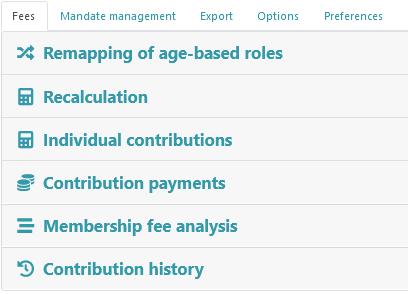 Fees Mandate management Export Options Preferences
Remapping of age-based roles
Recalculation
Individual contributions
Contribution payments
Membership fee analysis
Contribution history